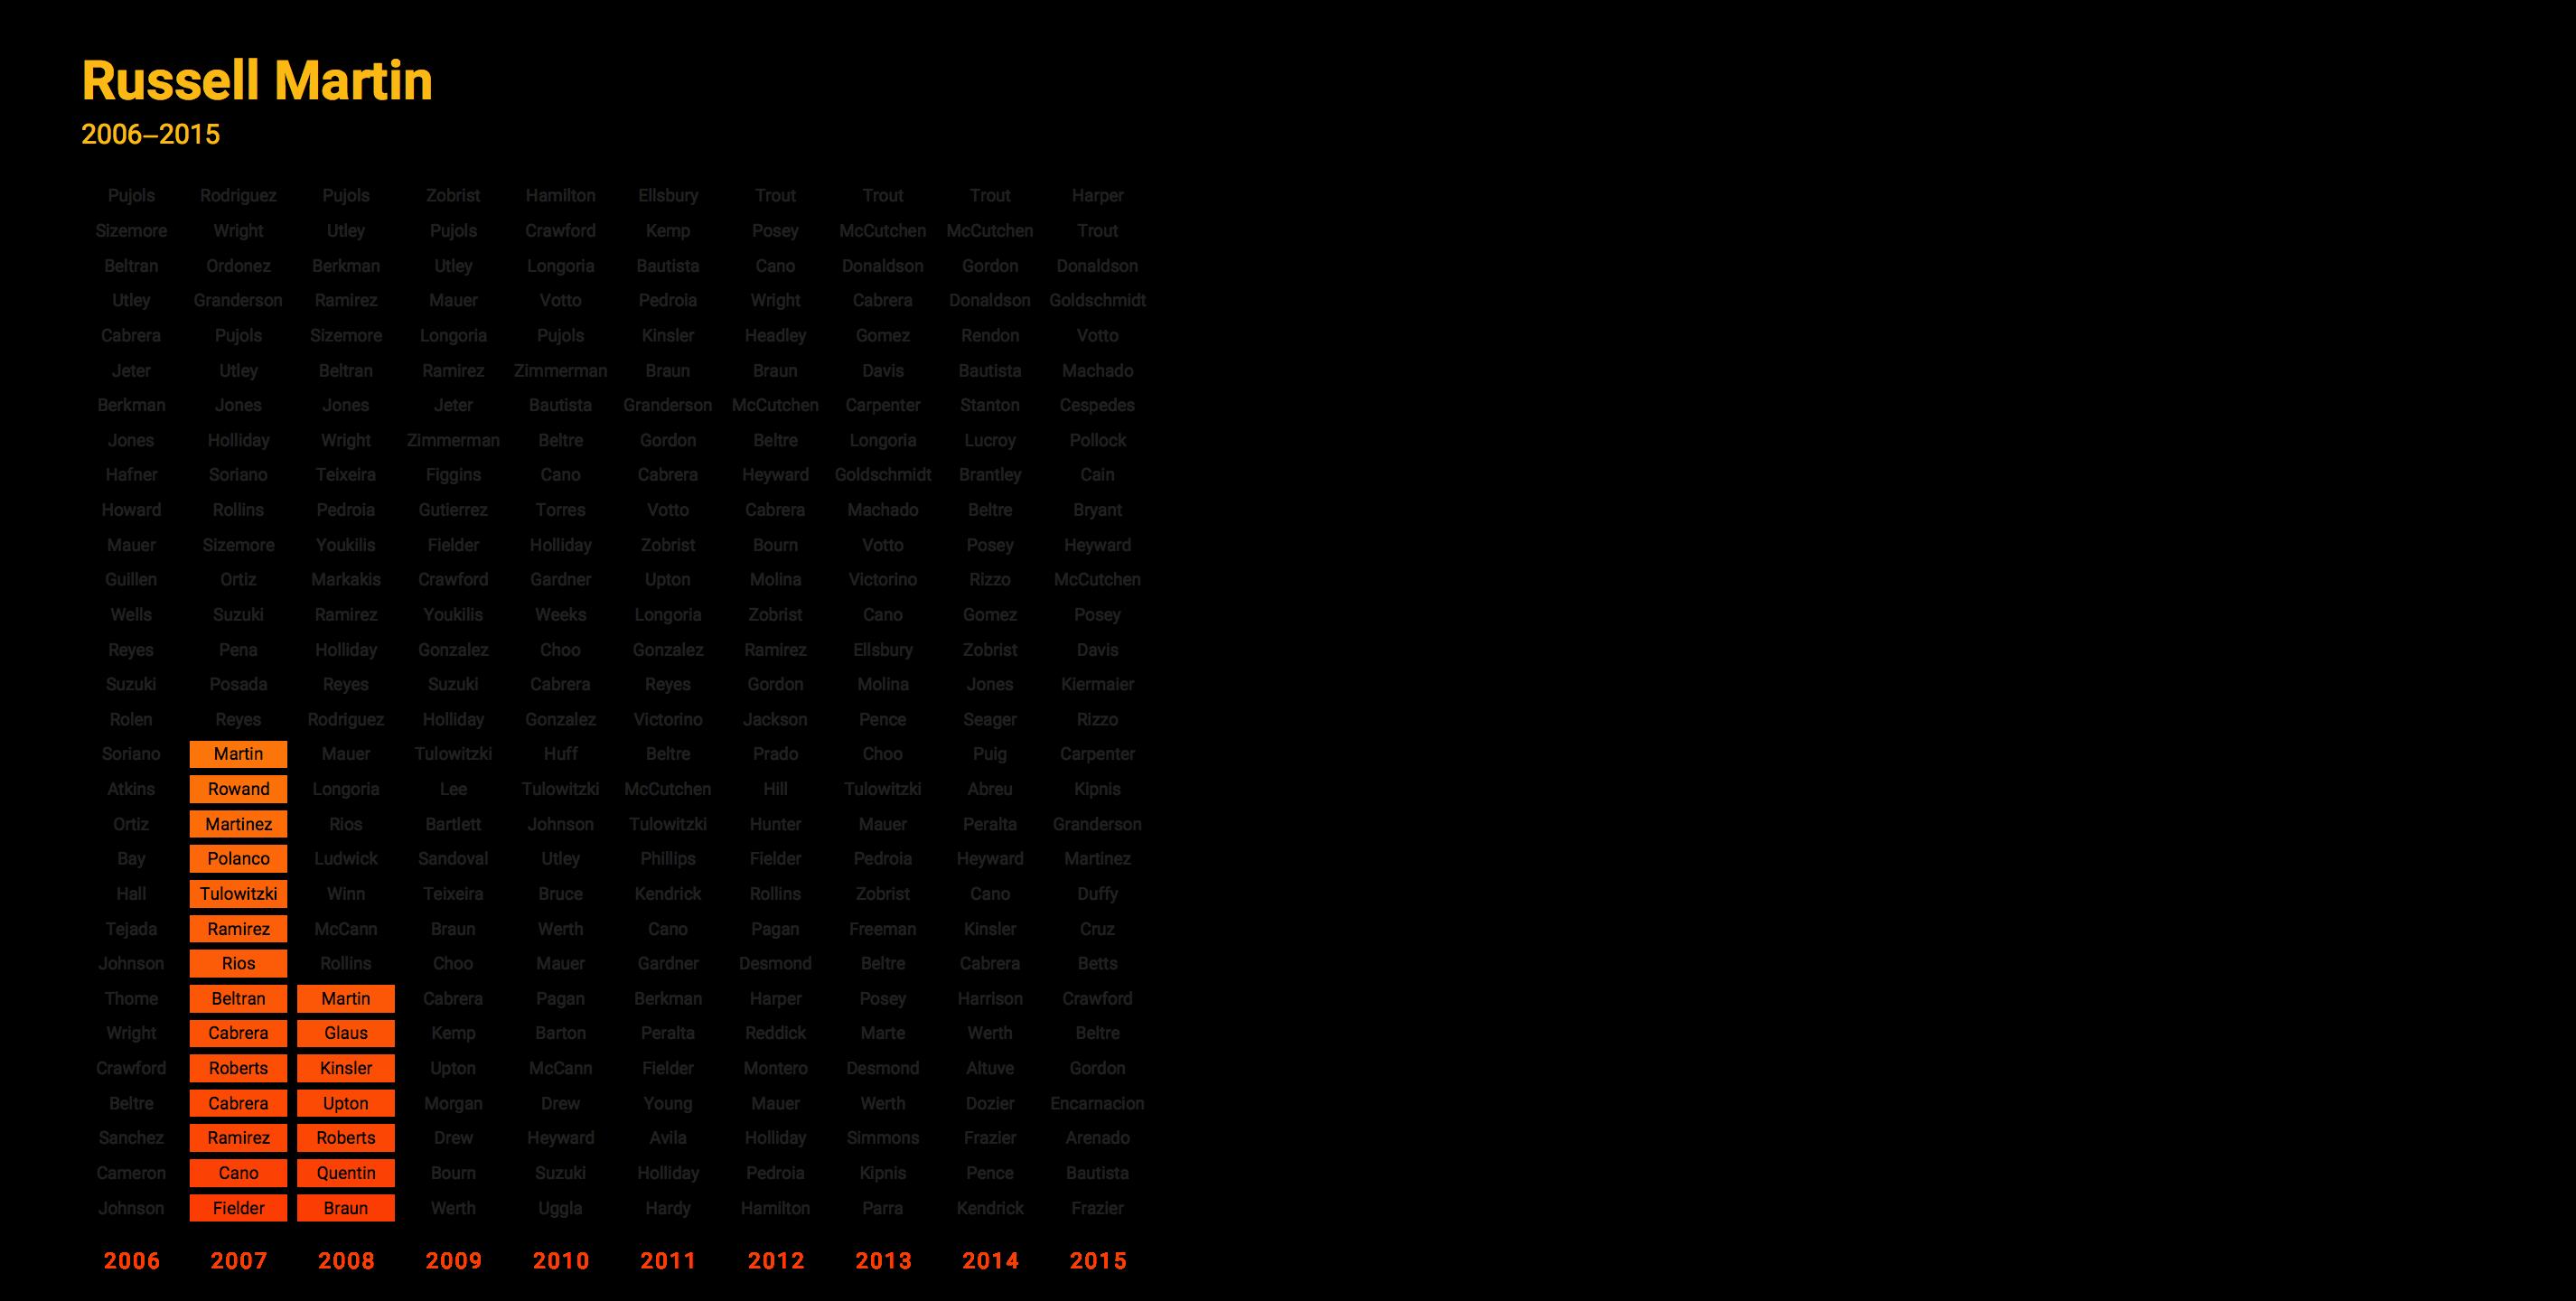 Russell Martin
2006–2015
Pujols Rodriguez Pujols Zobrist Hamilton Ellsbury Trout Trout Trout Harper
Sizemore Wright Utley Pujols Crawford Kemp Posey McCutchen McCutchen Trout
Beltran Ordonez Berkman Utley Longoria Bautista Cano Donaldson Gordon Donaldson
Utley Granderson Ramirez Mauer Votto Pedroia Wright Cabrera Donaldson Goldschmidt
Cabrera Pujols Sizemore Longoria Pujols Kinsler Headley Gomez Rendon Votto
Jeter Utley Beltran Ramirez Zimmerman Braun Braun Davis Bautista Machado
Berkman Jones Jones Jeter Bautista Granderson McCutchen Carpenter Stanton Cespedes
Jones Holliday Wright Zimmerman Beltre Gordon Beltre Longoria Lucroy Pollock
Hafner Soriano Teixeira Figgins Cano Cabrera Heyward Goldschmidt Brantley Cain
Howard Rollins Pedroia Gutierrez Torres Votto Cabrera Machado Beltre Bryant
Mauer Sizemore Youkilis Fielder Holliday Zobrist Bourn Votto Posey Heyward
Guillen Ortiz Markakis Crawford Gardner Upton Molina Victorino Rizzo McCutchen
Wells Suzuki Ramirez Youkilis Weeks Longoria Zobrist Cano Gomez Posey
Reyes Pena Holliday Gonzalez Choo Gonzalez Ramirez Ellsbury Zobrist Davis
Suzuki Posada Reyes Suzuki Cabrera Reyes Gordon Molina Jones Kiermaier
Rolen Reyes Rodriguez Holliday Gonzalez Victorino Jackson Pence Seager Rizzo
Soriano Martin Mauer Tulowitzki Huff Beltre Prado Choo Puig Carpenter
Atkins Rowand Longoria Lee Tulowitzki McCutchen Hill Tulowitzki Abreu Kipnis
Ortiz Martinez Rios Bartlett Johnson Tulowitzki Hunter Mauer Peralta Granderson
Bay Polanco Ludwick Sandoval Utley Phillips Fielder Pedroia Heyward Martinez
Hall Tulowitzki Winn Teixeira Bruce Kendrick Rollins Zobrist Cano Duffy
Tejada Ramirez McCann Braun Werth Cano Pagan Freeman Kinsler Cruz
Johnson Rios Rollins Choo Mauer Gardner Desmond Beltre Cabrera Betts
Thome Beltran Martin Cabrera Pagan Berkman Harper Posey Harrison Crawford
Wright Cabrera Glaus Kemp Barton Peralta Reddick Marte Werth Beltre
Crawford Roberts Kinsler Upton McCann Fielder Montero Desmond Altuve Gordon
Beltre Cabrera Upton Morgan Drew Young Mauer Werth Dozier Encarnacion
Sanchez Ramirez Roberts Drew Heyward Avila Holliday Simmons Frazier Arenado
Cameron Cano Quentin Bourn Suzuki Holliday Pedroia Kipnis Pence Bautista
Johnson Fielder Braun Werth Uggla Hardy Hamilton Parra Kendrick Frazier
2006 2007 2008 2009 2010 2011 2012 2013 2014 2015